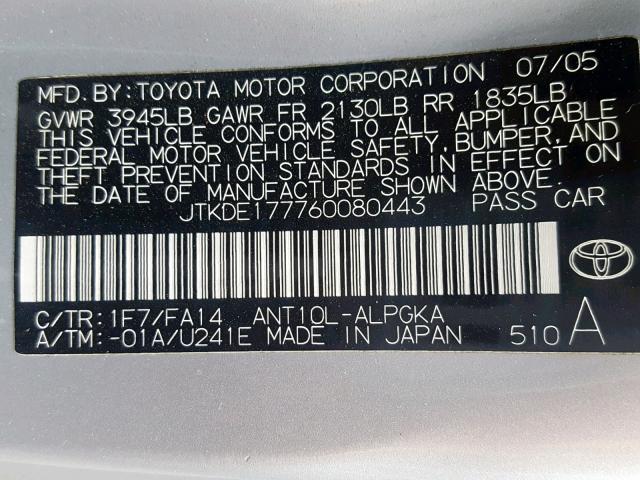 MFD.BY:TOYOTA MOTOR CORPORATION 07/05
GVWR 3945LB GAWR FR 2130LB RR 1835LB
THIS VEHICLE CONFORMS TO ALL APPLICABLE
FEDERAL MOTOR VEHICLE SAFETY,BUMPER,AND
THEFT PREVENTION STANDARDS IN EFFECT ON
THE DATE OF MANUFACTURE SHOWN ABOVE.
JTKDE177760080443 PASS CAR
C/TR:1F7/FA14 ANT10L-ALPGKA
A/TM:-01A/U241E MADE IN JAPAN 510 A